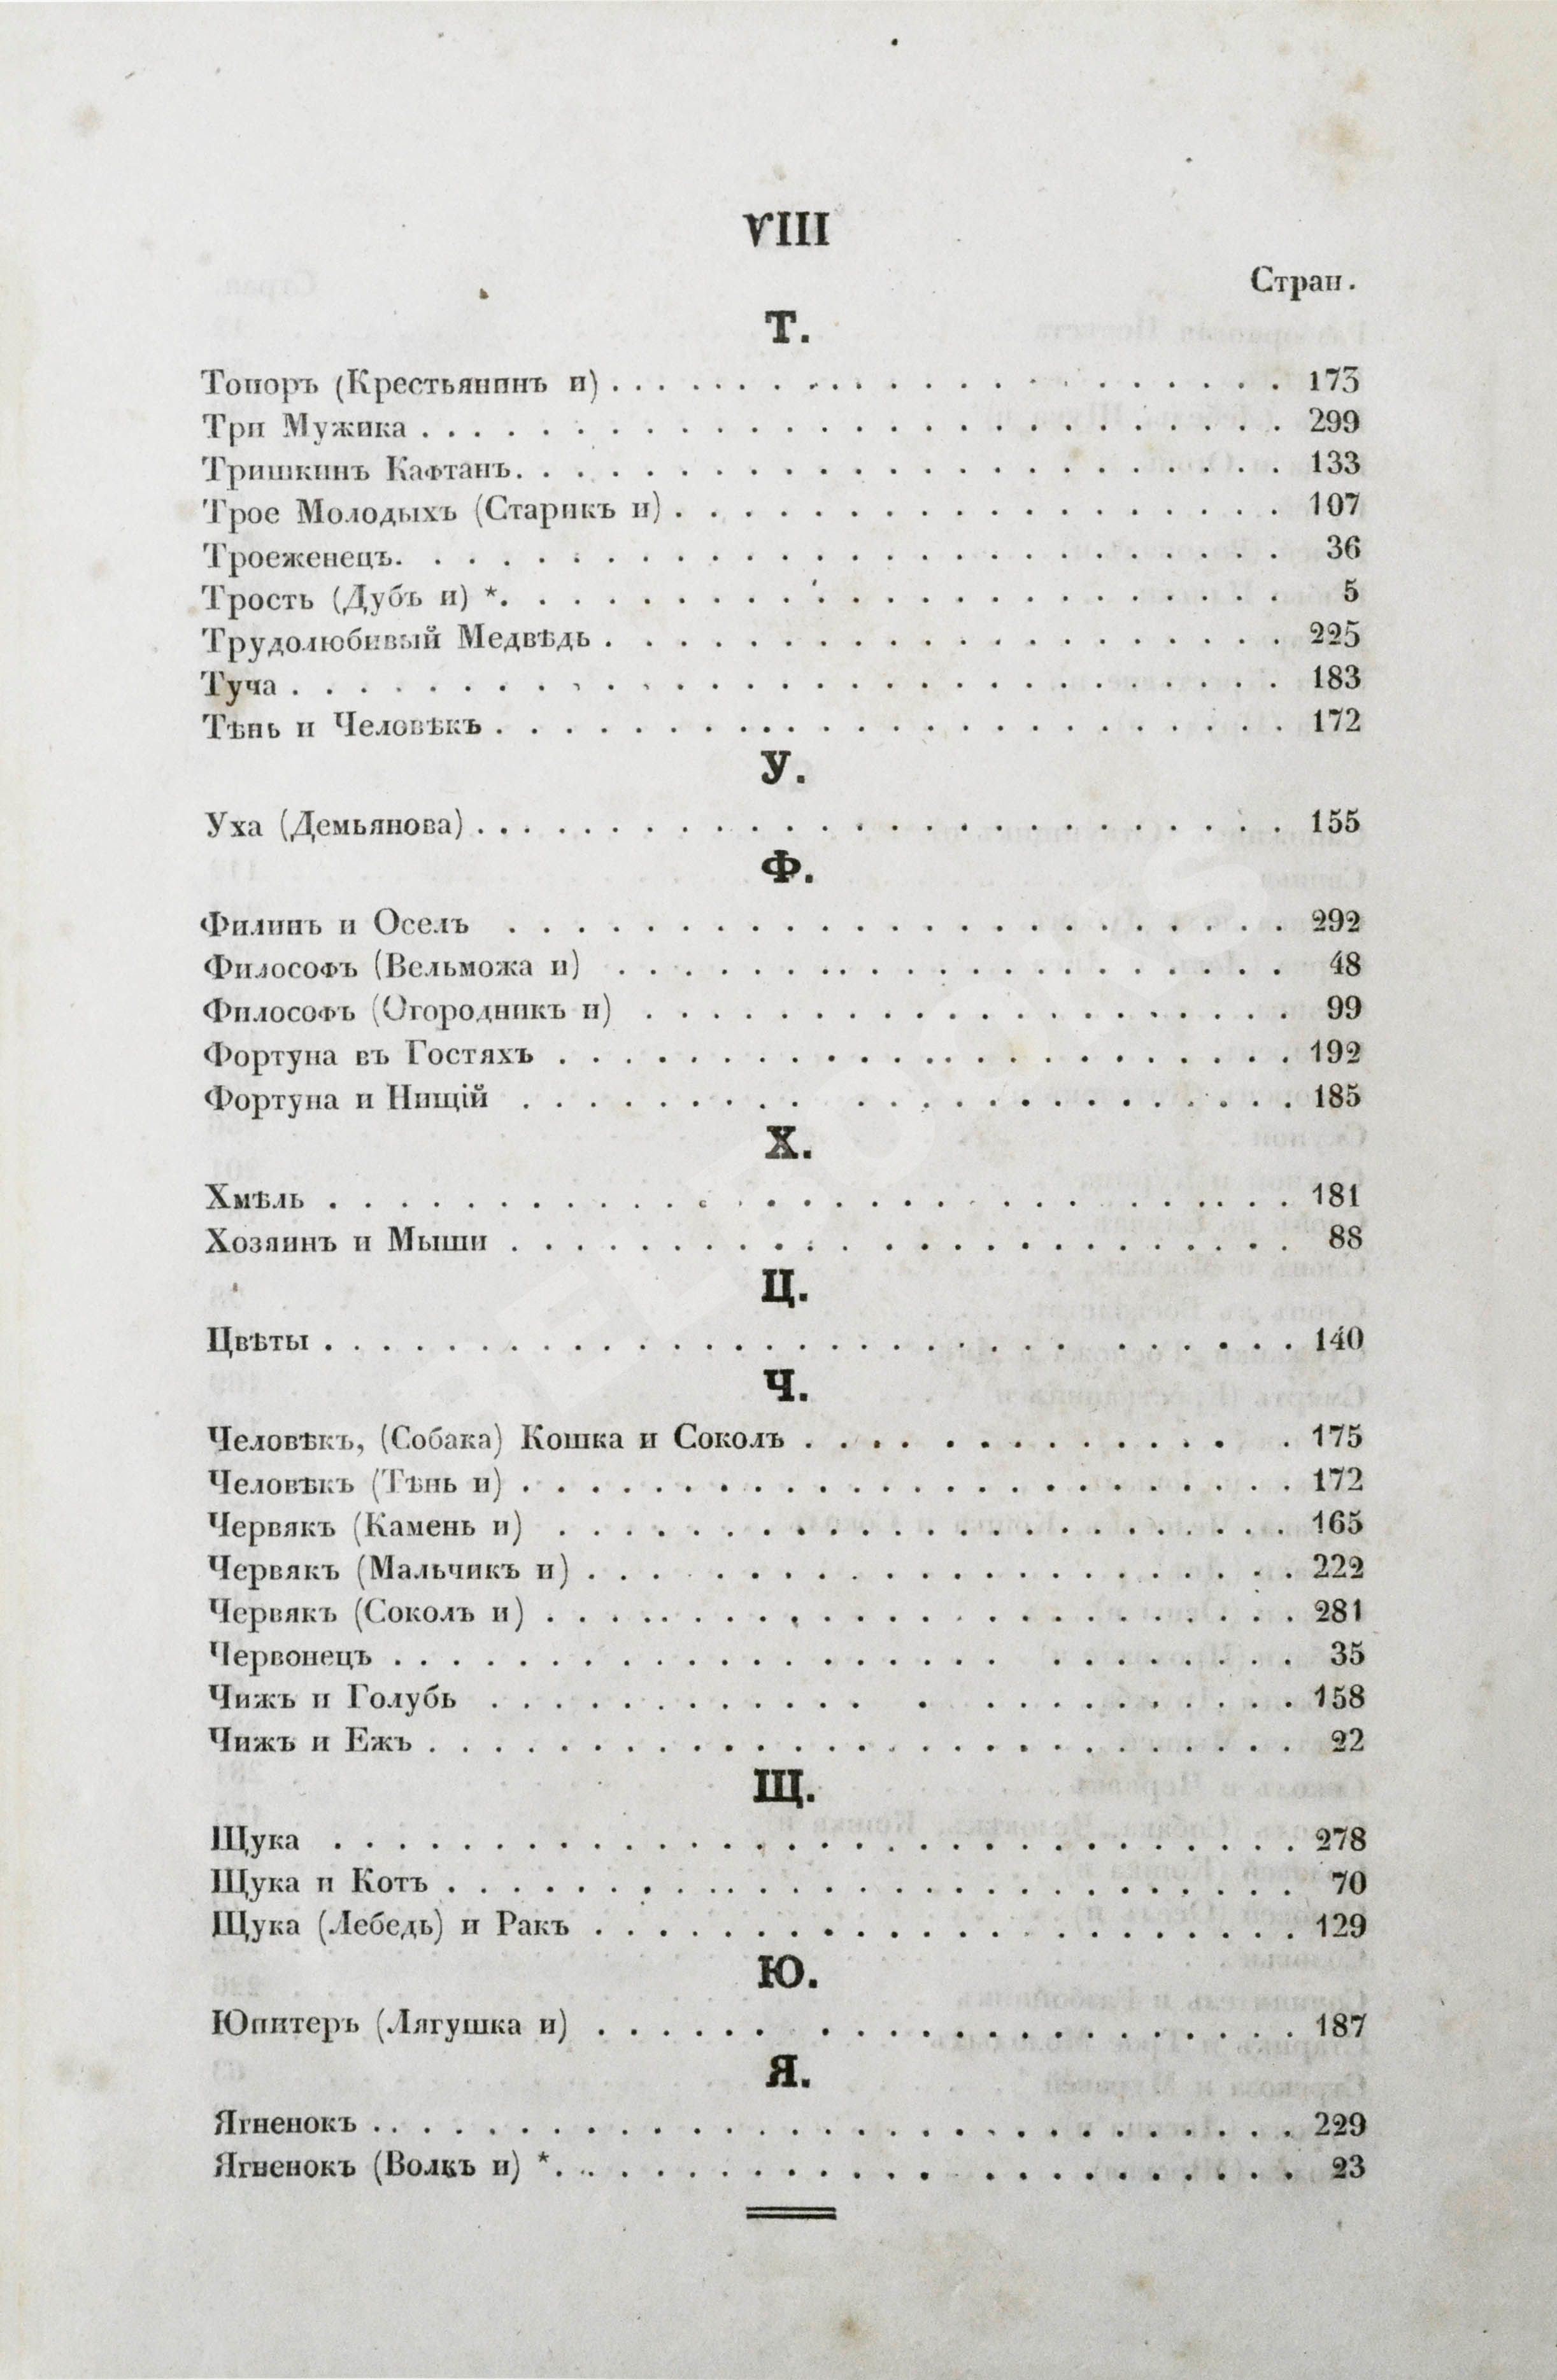 VIII
Стран.
Т.
Топоръ (Крестьянинъ и) . . . . . . . . . . . . . . . . . . . . . . 173
Три Мужика . . . . . . . . . . . . . . . . . . . . . . . . . . 299
Тришкинъ Кафтанъ. . . . . . . . . . . . . . . . . . . . . . . 133
Трое Молодыхъ (Старикъ и) . . . . . . . . . . . . . . . . . . 107
Троеженецъ. . . . . . . . . . . . . . . . . . . . . . . . . . 36
Трость (Дубъ и) *. . . . . . . . . . . . . . . . . . . . . . . 5
Трудолюбивый Медвѣдь . . . . . . . . . . . . . . . . . . . . 225
Туча . . . . . . . . . . . . . . . . . . . . . . . . . . . . . 183
Тѣнь и Человѣкъ . . . . . . . . . . . . . . . . . . . . . . . 172
У.
Уха (Демьянова) . . . . . . . . . . . . . . . . . . . . . . . . 155
Ф.
Филинъ и Оселъ . . . . . . . . . . . . . . . . . . . . . . . 292
Философъ (Вельможа и) . . . . . . . . . . . . . . . . . . . . 48
Философъ (Огородникъ и) . . . . . . . . . . . . . . . . . . . 99
Фортуна въ Гостяхъ . . . . . . . . . . . . . . . . . . . . . . 192
Фортуна и Нищій . . . . . . . . . . . . . . . . . . . . . . 185
Х.
Хмѣль . . . . . . . . . . . . . . . . . . . . . . . . . . . . 181
Хозяинъ и Мыши . . . . . . . . . . . . . . . . . . . . . . . 88
Ц.
Цвѣты . . . . . . . . . . . . . . . . . . . . . . . . . . . . 140
Ч.
Человѣкъ, (Собака) Кошка и Соколъ . . . . . . . . . . . . . . 175
Человѣкъ (Тѣнь и) . . . . . . . . . . . . . . . . . . . . . . . 172
Червякъ (Камень и) . . . . . . . . . . . . . . . . . . . . . . 165
Червякъ (Мальчикъ и) . . . . . . . . . . . . . . . . . . . . . 222
Червякъ (Соколъ и) . . . . . . . . . . . . . . . . . . . . . . 281
Червонецъ . . . . . . . . . . . . . . . . . . . . . . . . . . 35
Чижъ и Голубь . . . . . . . . . . . . . . . . . . . . . . . 158
Чижъ и Ежъ . . . . . . . . . . . . . . . . . . . . . . . . . . 22
Щ.
Щука . . . . . . . . . . . . . . . . . . . . . . . . . . . . 278
Щука и Котъ . . . . . . . . . . . . . . . . . . . . . . . . . 70
Щука (Лебедь) и Ракъ . . . . . . . . . . . . . . . . . . . . 129
Ю.
Юпитеръ (Лягушка и) . . . . . . . . . . . . . . . . . . . . 187
Я.
Ягненокъ . . . . . . . . . . . . . . . . . . . . . . . . . . . 229
Ягненокъ (Волкъ и) *. . . . . . . . . . . . . . . . . . . . . . 23